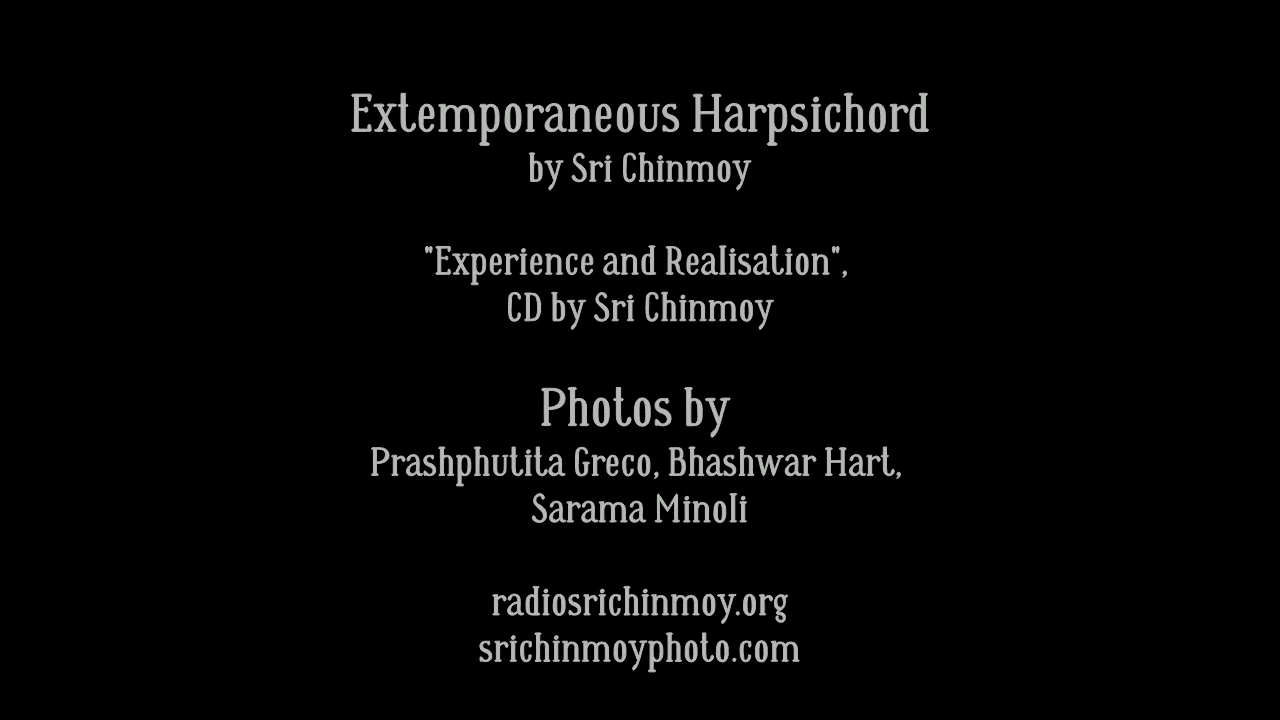 Extemporaneous Harpsichord
by Sri Chinmoy
"Experience and Realisation",
CD by Sri Chinmoy
Photos by
Prashphutita Greco, Bhashwar Hart,
Sarama Minoli
radiosrichinmoy.org
srichinmoyphoto.com